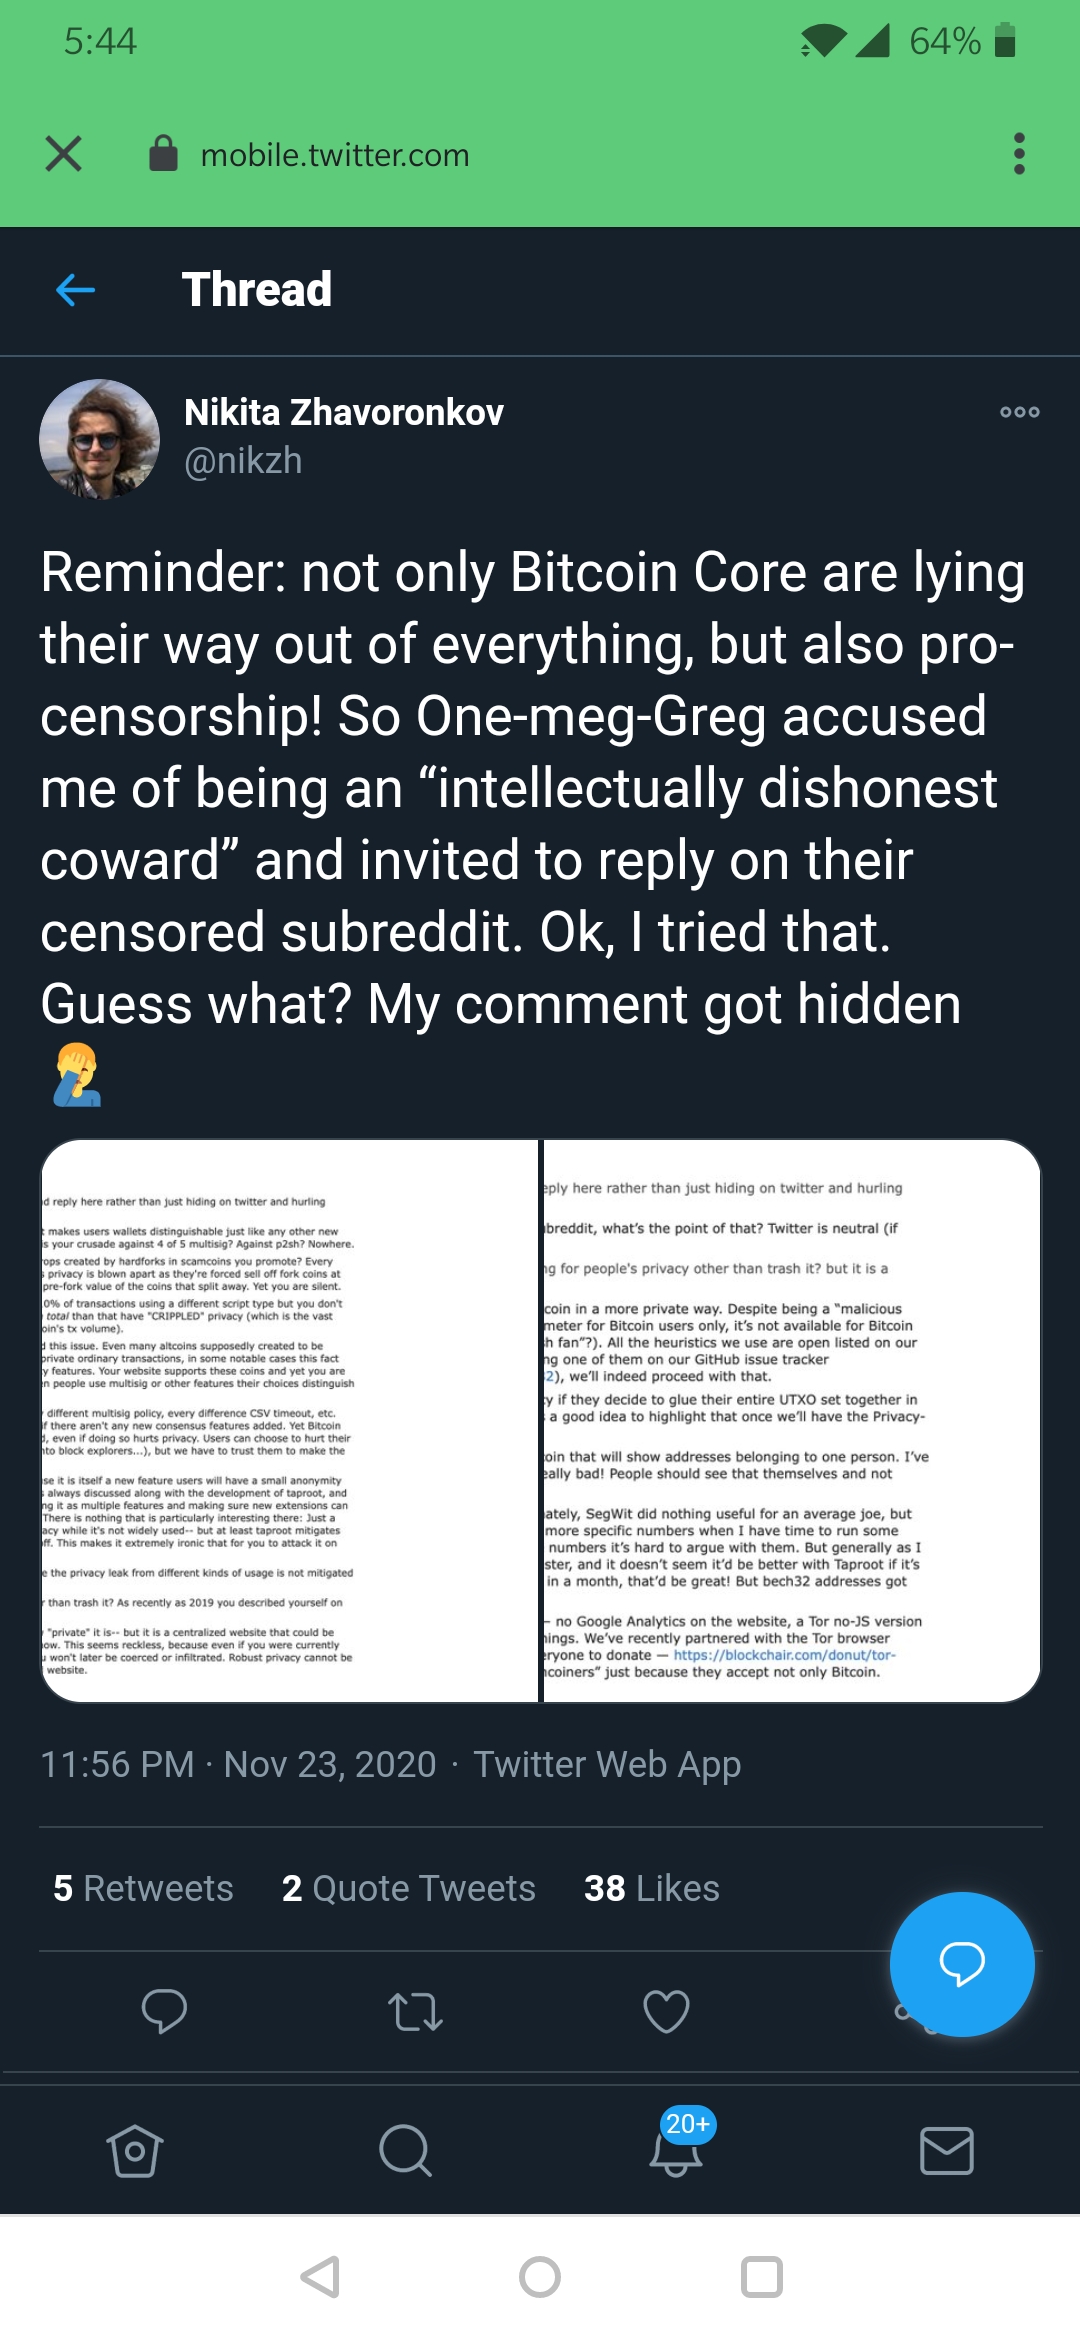 5:44
64%
mobile.twitter.com
Thread
Nikita Zhavoronkov
@nikzh
Reminder: not only Bitcoin Core are lying
their way out of everything, but also pro-
censorship! So One-meg-Greg accused
me of being an “intellectually dishonest
coward” and invited to reply on their
censored subreddit. Ok, I tried that.
Guess what? My comment got hidden
d reply here rather than just hiding on twitter and hurling
t makes users wallets distinguishable just like any other new
s your crusade against 4 of 5 multisig? Against p2sh? Nowhere.
ops created by hardforks in scamcoins you promote? Every
privacy is blown apart as they're forced sell off fork coins at
pre-fork value of the coins that split away. Yet you are silent.
0% of transactions using a different script type but you don't
total than that have "CRIPPLED" privacy (which is the vast
oin's tx volume).
d this issue. Even many altcoins supposedly created to be
private ordinary transactions, in some notable cases this fact
y features. Your website supports these coins and yet you are
n people use multisig or other features their choices distinguish
different multisig policy, every difference CSV timeout, etc.
if there aren't any new consensus features added. Yet Bitcoin
d, even if doing so hurts privacy. Users can choose to hurt their
nto block explorers...), but we have to trust them to make the
se it is itself a new feature users will have a small anonymity
always discussed along with the development of taproot, and
ng it as multiple features and making sure new extensions can
There is nothing that is particularly interesting there: Just a
acy while it's not widely used-- but at least taproot mitigates
ff. This makes it extremely ironic that for you to attack it on
e the privacy leak from different kinds of usage is not mitigated
r than trash it? As recently as 2019 you described yourself on
"private" it is-- but it is a centralized website that could be
ow. This seems reckless, because even if you were currently
u won't later be coerced or infiltrated. Robust privacy cannot be
website.
eply here rather than just hiding on twitter and hurling
breddit, what’s the point of that? Twitter is neutral (if
ng for people's privacy other than trash it? but it is a
coin in a more private way. Despite being a “malicious
meter for Bitcoin users only, it’s not available for Bitcoin
h fan”?). All the heuristics we use are open listed on our
ng one of them on our GitHub issue tracker
2), we’ll indeed proceed with that.
y if they decide to glue their entire UTXO set together in
a good idea to highlight that once we’ll have the Privacy-
oin that will show addresses belonging to one person. I’ve
eally bad! People should see that themselves and not
ately, SegWit did nothing useful for an average joe, but
more specific numbers when I have time to run some
numbers it’s hard to argue with them. But generally as I
ster, and it doesn’t seem it’d be better with Taproot if it’s
in a month, that’d be great! But bech32 addresses got
– no Google Analytics on the website, a Tor no-JS version
ings. We’ve recently partnered with the Tor browser
eryone to donate — https://blockchair.com/donut/tor-
ncoiners” just because they accept not only Bitcoin.
11:56 PM · Nov 23, 2020 · Twitter Web App
5 Retweets 2 Quote Tweets 38 Likes
20+